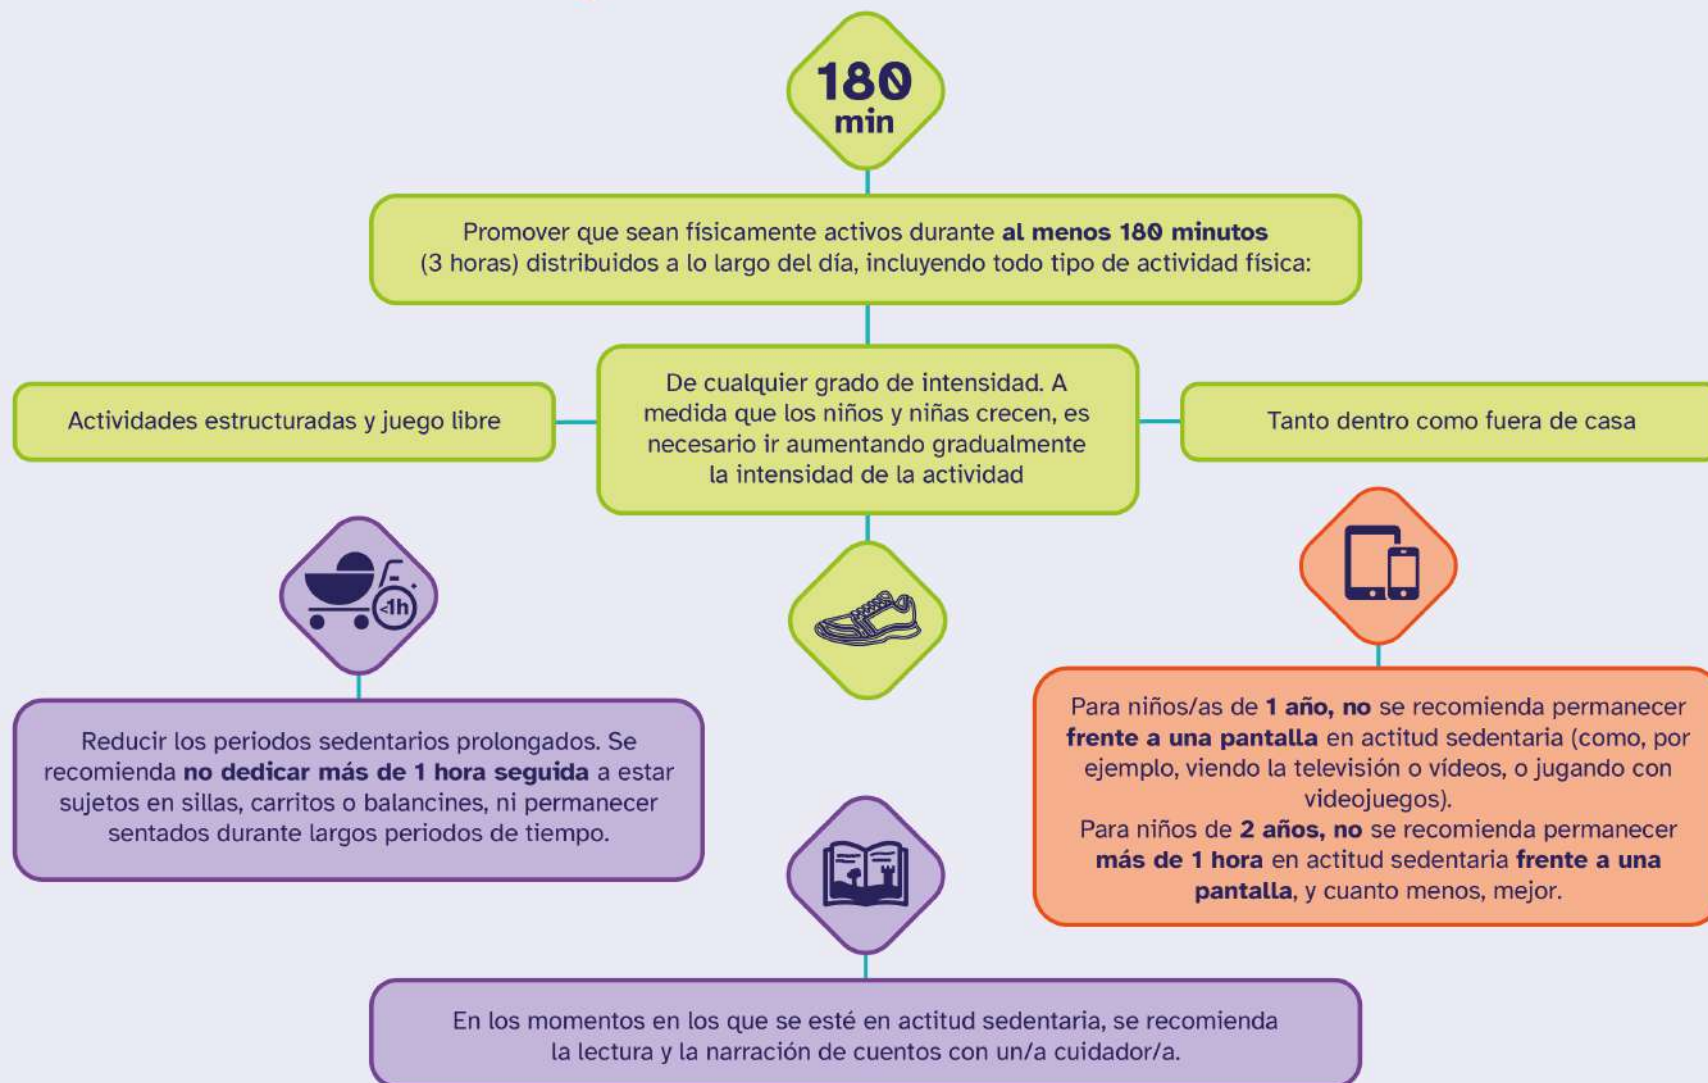 180
min
Promover que sean físicamente activos durante al menos 180 minutos
(3 horas) distribuidos a lo largo del día, incluyendo todo tipo de actividad física:
Actividades estructuradas y juego libre
De cualquier grado de intensidad. A
medida que los niños y niñas crecen, es
necesario ir aumentando gradualmente
la intensidad de la actividad
Tanto dentro como fuera de casa
<1h
Reducir los periodos sedentarios prolongados. Se
recomienda no dedicar más de 1 hora seguida a estar
sujetos en sillas, carritos o balancines, ni permanecer
sentados durante largos periodos de tiempo.
Para niños/as de 1 año, no se recomienda permanecer
frente a una pantalla en actitud sedentaria (como, por
ejemplo, viendo la televisión o vídeos, o jugando con
videojuegos).
Para niños de 2 años, no se recomienda permanecer
más de 1 hora en actitud sedentaria frente a una
pantalla, y cuanto menos, mejor.
En los momentos en los que se esté en actitud sedentaria, se recomienda
la lectura y la narración de cuentos con un/a cuidador/a.